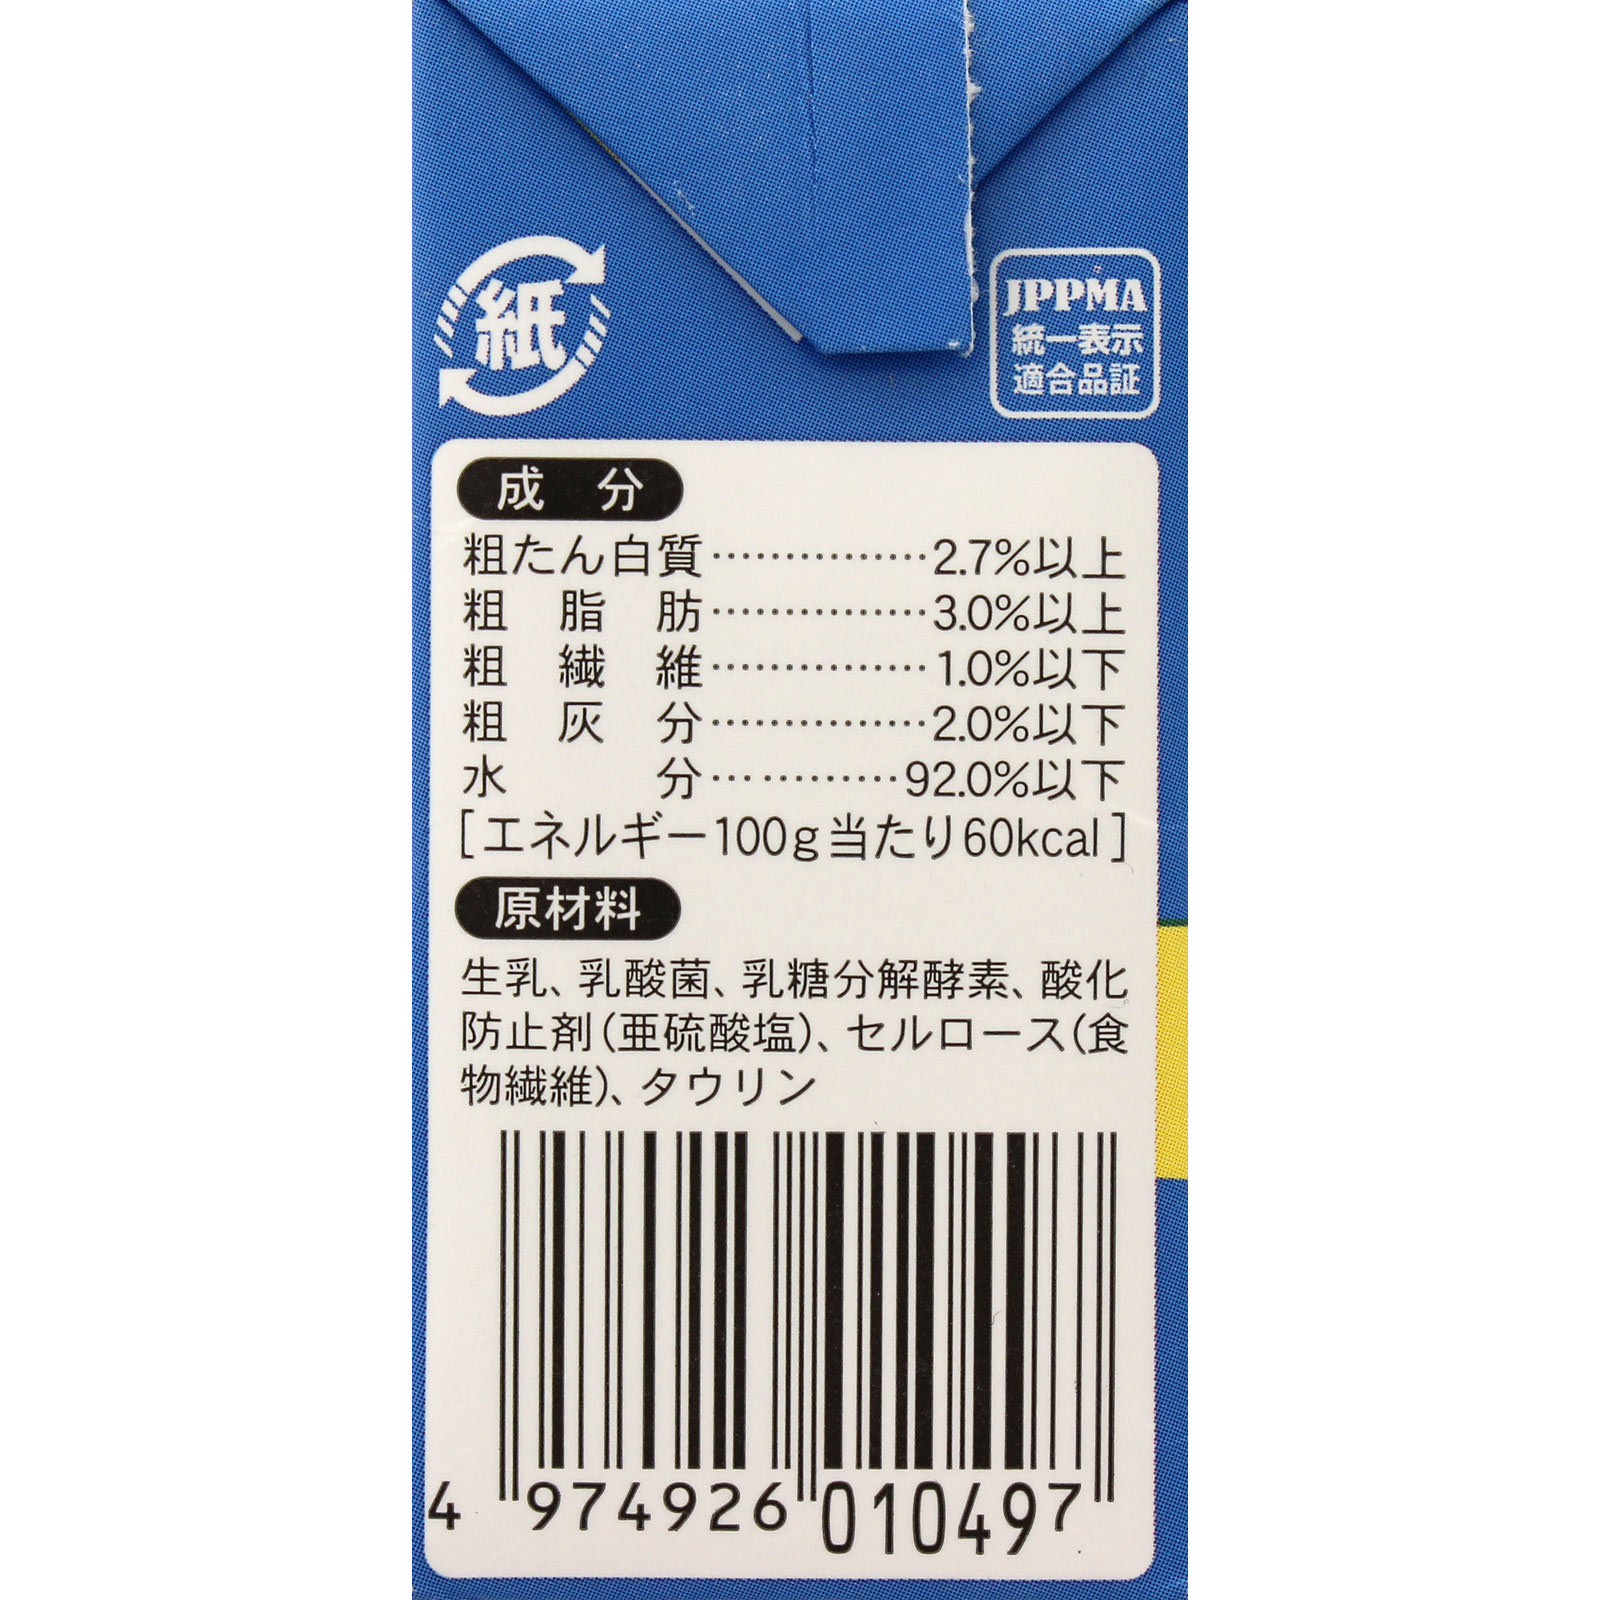 紙
JPPMA
統一表示
適合品証
成 分
粗たん白質……………2.7%以上
粗 脂 肪……………3.0%以上
粗 繊 維……………1.0%以下
粗 灰 分……………2.0%以下
水 分…………92.0%以下
[エネルギー100g当たり60kcal]
原材料
生乳、乳酸菌、乳糖分解酵素、酸化
防止剤(亜硫酸塩)、セルロース(食
物繊維)、タウリン
4 974926 010497